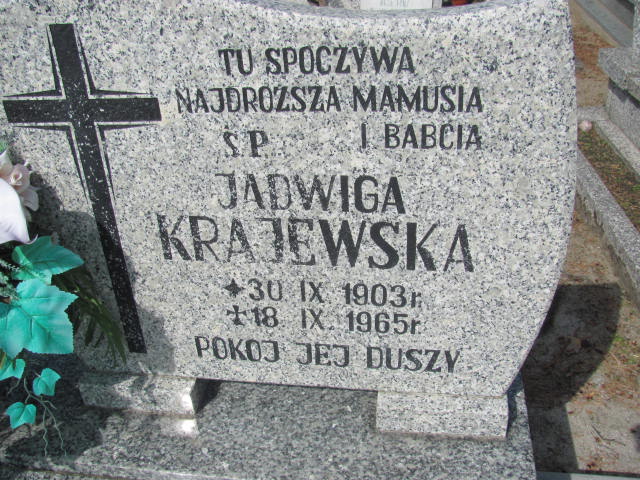 TU SPOCZYWA
NAJDROŻSZA MAMUSIA
Ś.P. I BABCIA
JADWIGA
KRAJEWSKA
30 IX 1903r.
18 IX. 1965r.
POKÓJ JEJ DUSZY